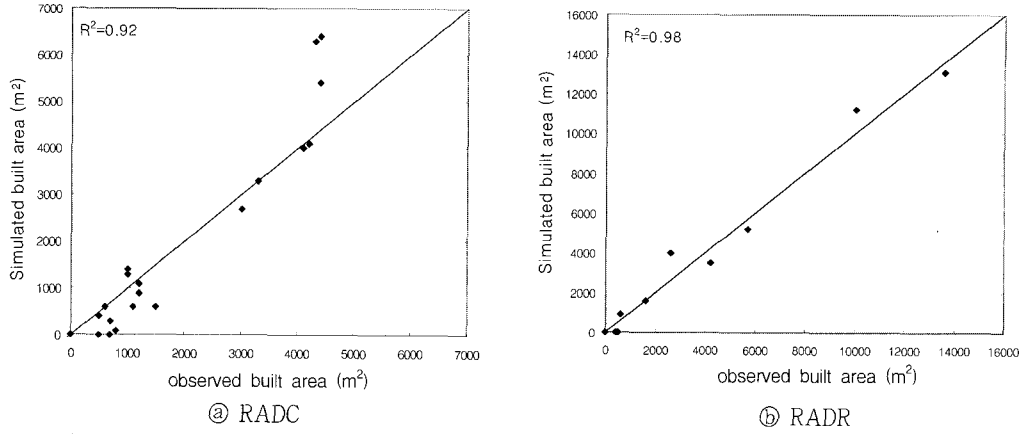 7000
6000
5000
4000
3000
2000
1000
0
R²=0.92
Simulated built area (m²)
0 1000 2000 3000 4000 5000 6000 7000
observed built area (m²)
ⓐ RADC
16000
14000
12000
10000
8000
6000
4000
2000
0
R²=0.98
Simulated built area (m²)
0 2000 4000 6000 8000 10000 12000 14000 16000
observed built area (m²)
ⓑ RADR